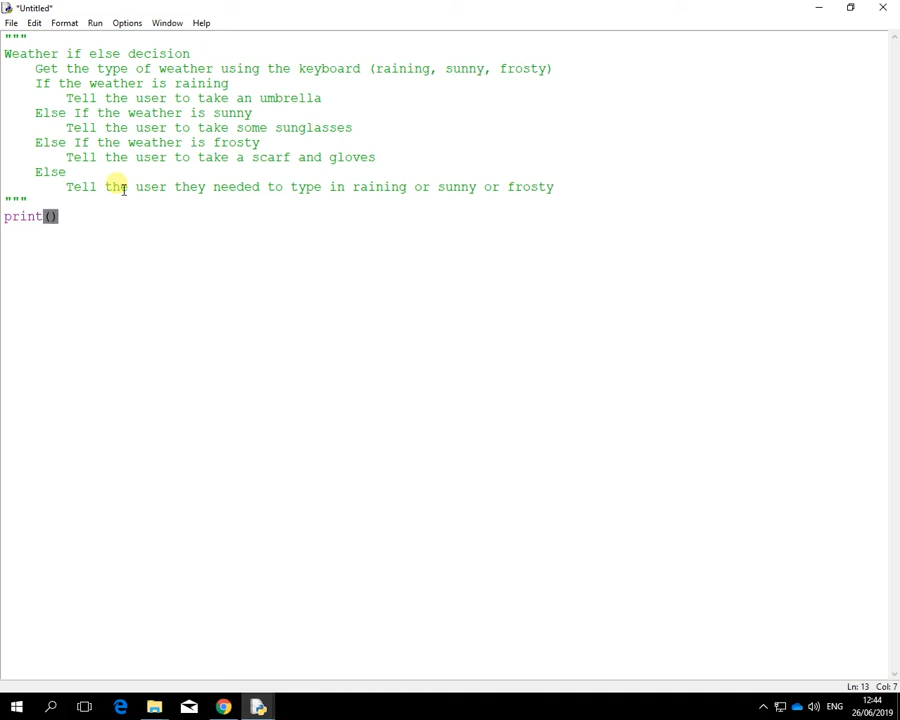 *Untitled*
File Edit Format Run Options Window Help
"""
Weather if else decision
    Get the type of weather using the keyboard (raining, sunny, frosty)
    If the weather is raining
        Tell the user to take an umbrella
    Else If the weather is sunny
        Tell the user to take some sunglasses
    Else If the weather is frosty
        Tell the user to take a scarf and gloves
    Else
        Tell the user they needed to type in raining or sunny or frosty
"""
print()
Ln: 13 Col: 7
ENG
12:44
26/06/2019